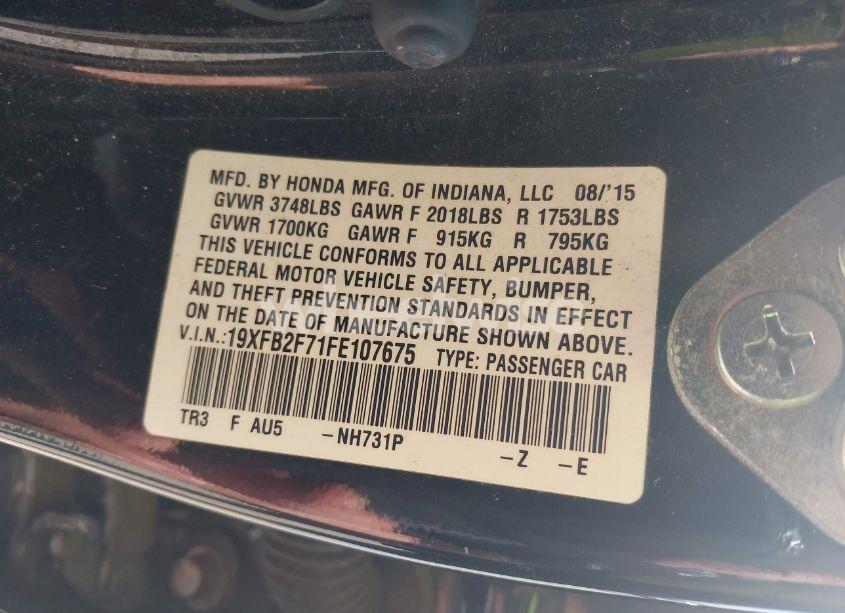 MFD. BY HONDA MFG. OF INDIANA, LLC 08/'15
GVWR 3748LBS GAWR F 2018LBS R 1753LBS
GVWR 1700KG GAWR F 915KG R 795KG
THIS VEHICLE CONFORMS TO ALL APPLICABLE
FEDERAL MOTOR VEHICLE SAFETY, BUMPER,
AND THEFT PREVENTION STANDARDS IN EFFECT
ON THE DATE OF MANUFACTURE SHOWN ABOVE.
V.I.N.:19XFB2F71FE107675 TYPE: PASSENGER CAR
TR3 F AU5 -NH731P -Z -E